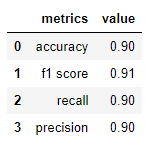 metrics value
0 accuracy 0.90
1 f1 score 0.91
2 recall 0.90
3 precision 0.90